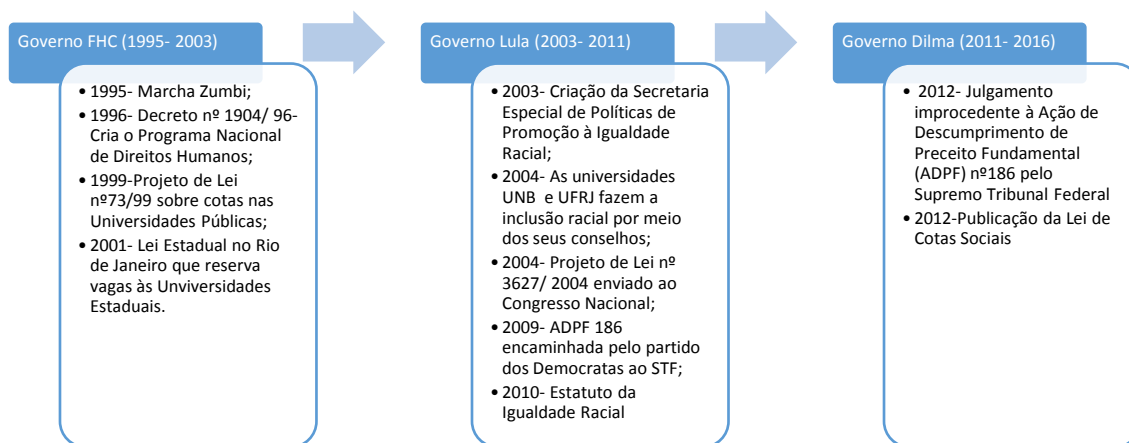 Governo FHC (1995- 2003)
• 1995- Marcha Zumbi;
• 1996- Decreto nº 1904/ 96-
Cria o Programa Nacional
de Direitos Humanos;
• 1999-Projeto de Lei
nº73/99 sobre cotas nas
Universidades Públicas;
• 2001- Lei Estadual no Rio
de Janeiro que reserva
vagas às Unviversidades
Estaduais.
Governo Lula (2003- 2011)
• 2003- Criação da Secretaria
Especial de Políticas de
Promoção à Igualdade
Racial;
• 2004- As universidades
UNB e UFRJ fazem a
inclusão racial por meio
dos seus conselhos;
• 2004- Projeto de Lei nº
3627/ 2004 enviado ao
Congresso Nacional;
• 2009- ADPF 186
encaminhada pelo partido
dos Democratas ao STF;
• 2010- Estatuto da
Igualdade Racial
Governo Dilma (2011- 2016)
• 2012- Julgamento
improcedente à Ação de
Descumprimento de
Preceito Fundamental
(ADPF) nº186 pelo
Supremo Tribunal Federal
• 2012-Publicação da Lei de
Cotas Sociais